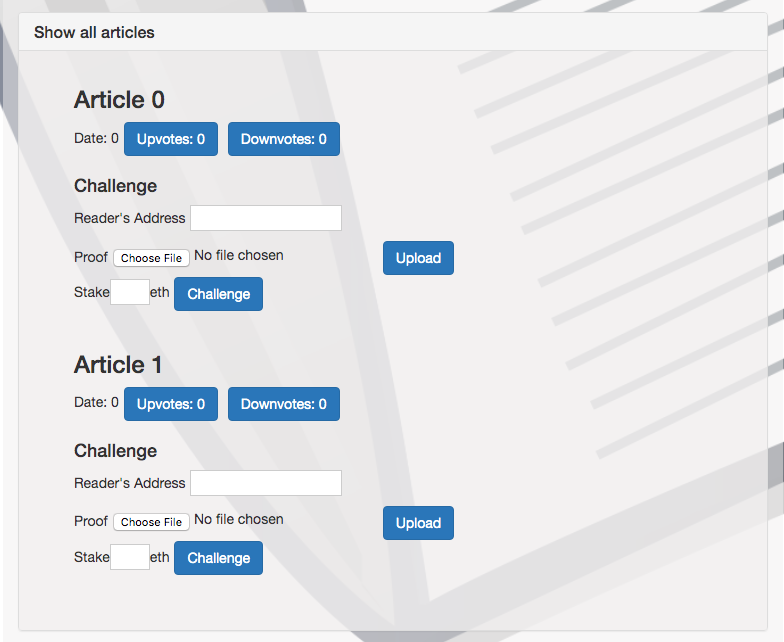 Show all articles
Article 0
Date: 0 Upvotes: 0 Downvotes: 0
Challenge
Reader's Address
Proof Choose File No file chosen Upload
Stake eth Challenge
Article 1
Date: 0 Upvotes: 0 Downvotes: 0
Challenge
Reader's Address
Proof Choose File No file chosen Upload
Stake eth Challenge